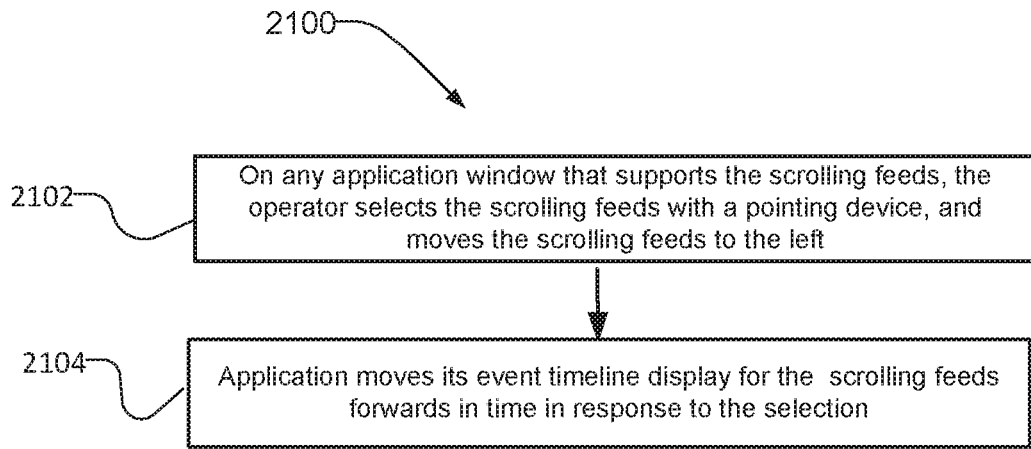 2100
2102
On any application window that supports the scrolling feeds, the
operator selects the scrolling feeds with a pointing device, and
moves the scrolling feeds to the left
2104
Application moves its event timeline display for the scrolling feeds
forwards in time in response to the selection